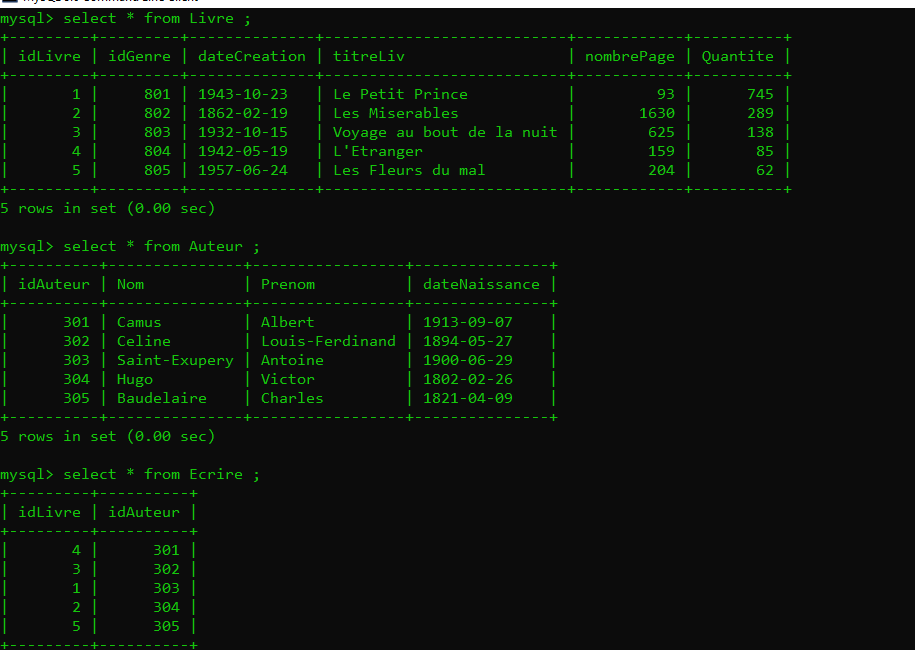 mysql> select * from Livre ;
+---------+---------+--------------+---------------------------+------------+----------+
| idLivre | idGenre | dateCreation | titreLiv                  | nombrePage | Quantite |
+---------+---------+--------------+---------------------------+------------+----------+
|       1 |     801 | 1943-10-23   | Le Petit Prince           |         93 |      745 |
|       2 |     802 | 1862-02-19   | Les Miserables            |       1630 |      289 |
|       3 |     803 | 1932-10-15   | Voyage au bout de la nuit |        625 |      138 |
|       4 |     804 | 1942-05-19   | L'Etranger                |        159 |       85 |
|       5 |     805 | 1957-06-24   | Les Fleurs du mal         |        204 |       62 |
+---------+---------+--------------+---------------------------+------------+----------+
5 rows in set (0.00 sec)
mysql> select * from Auteur ;
+----------+---------------+-----------------+---------------+
| idAuteur | Nom           | Prenom          | dateNaissance |
+----------+---------------+-----------------+---------------+
|      301 | Camus         | Albert          | 1913-09-07    |
|      302 | Celine        | Louis-Ferdinand | 1894-05-27    |
|      303 | Saint-Exupery | Antoine         | 1900-06-29    |
|      304 | Hugo          | Victor          | 1802-02-26    |
|      305 | Baudelaire    | Charles         | 1821-04-09    |
+----------+---------------+-----------------+---------------+
5 rows in set (0.00 sec)
mysql> select * from Ecrire ;
+---------+----------+
| idLivre | idAuteur |
+---------+----------+
|       4 |      301 |
|       3 |      302 |
|       1 |      303 |
|       2 |      304 |
|       5 |      305 |
+---------+----------+